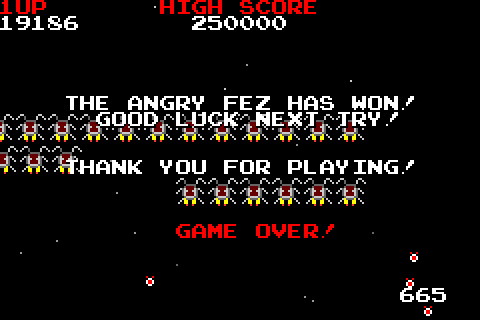 1UP HIGH SCORE
19186 250000
THE ANGRY FEZ HAS WON!
GOOD LUCK NEXT TRY!
THANK YOU FOR PLAYING!
GAME OVER!
665